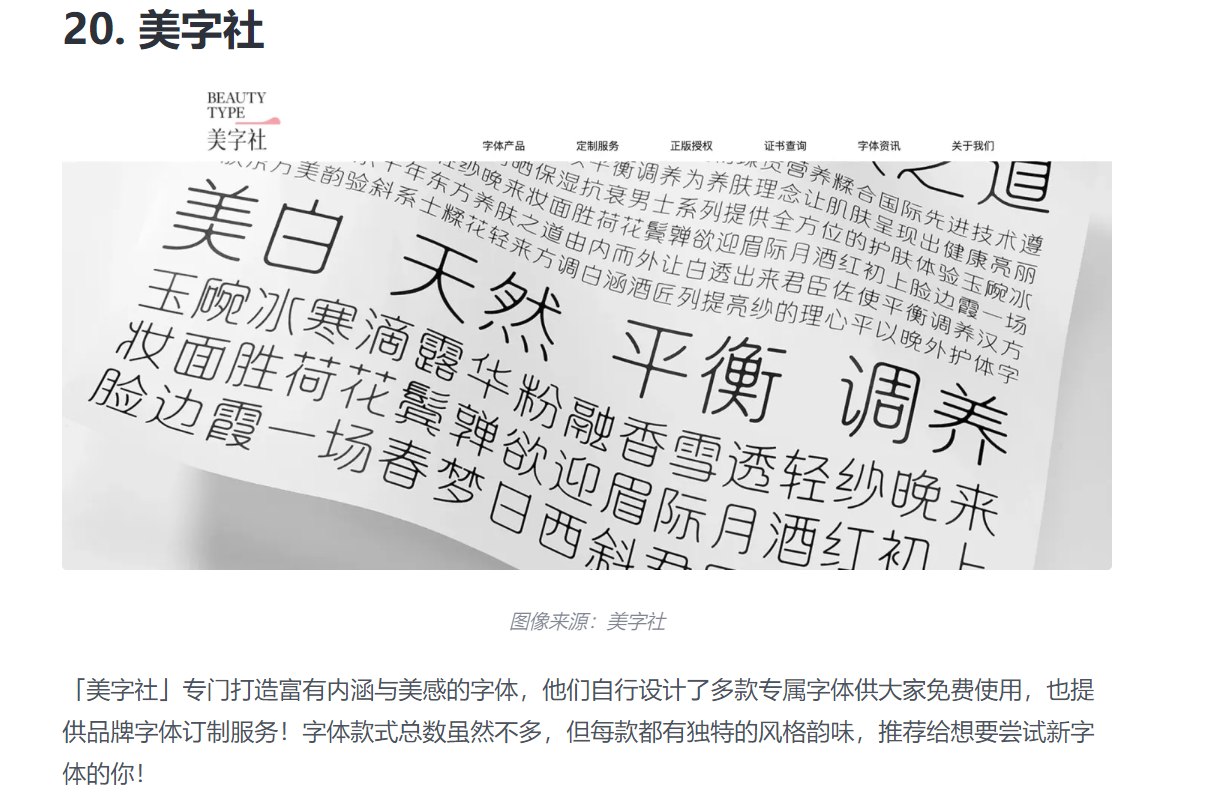 20. 美字社
BEAUTY
TYPE
美字社
字体产品 定制服务 正版授权 证书查询 字体资讯 关于我们
之道
营养糅合国际先进技术遵
平衡调养为养肤理念让肌肤呈现出健康亮丽
纱晚来妆面胜荷花鬓亸欲迎眉际月酒红初上脸边霞一场
晒保湿抗衰男士系列提供全方位的护肤体验玉碗冰
千年东方养肤之道由内而外让白透出来君臣佐使平衡调养汉方
东方美韵验斜系士糅花轻来方调白涵酒匠列提亮纱的理心平以晚外护体字
美白 天然 平衡 调养
玉碗冰寒滴露华粉融香雪透轻纱晚来
妆面胜荷花鬓亸欲迎眉际月酒红初上
脸边霞一场春梦日西斜君
图像来源：美字社
「美字社」专门打造富有内涵与美感的字体，他们自行设计了多款专属字体供大家免费使用，也提
供品牌字体订制服务！字体款式总数虽然不多，但每款都有独特的风格韵味，推荐给想要尝试新字
体的你！